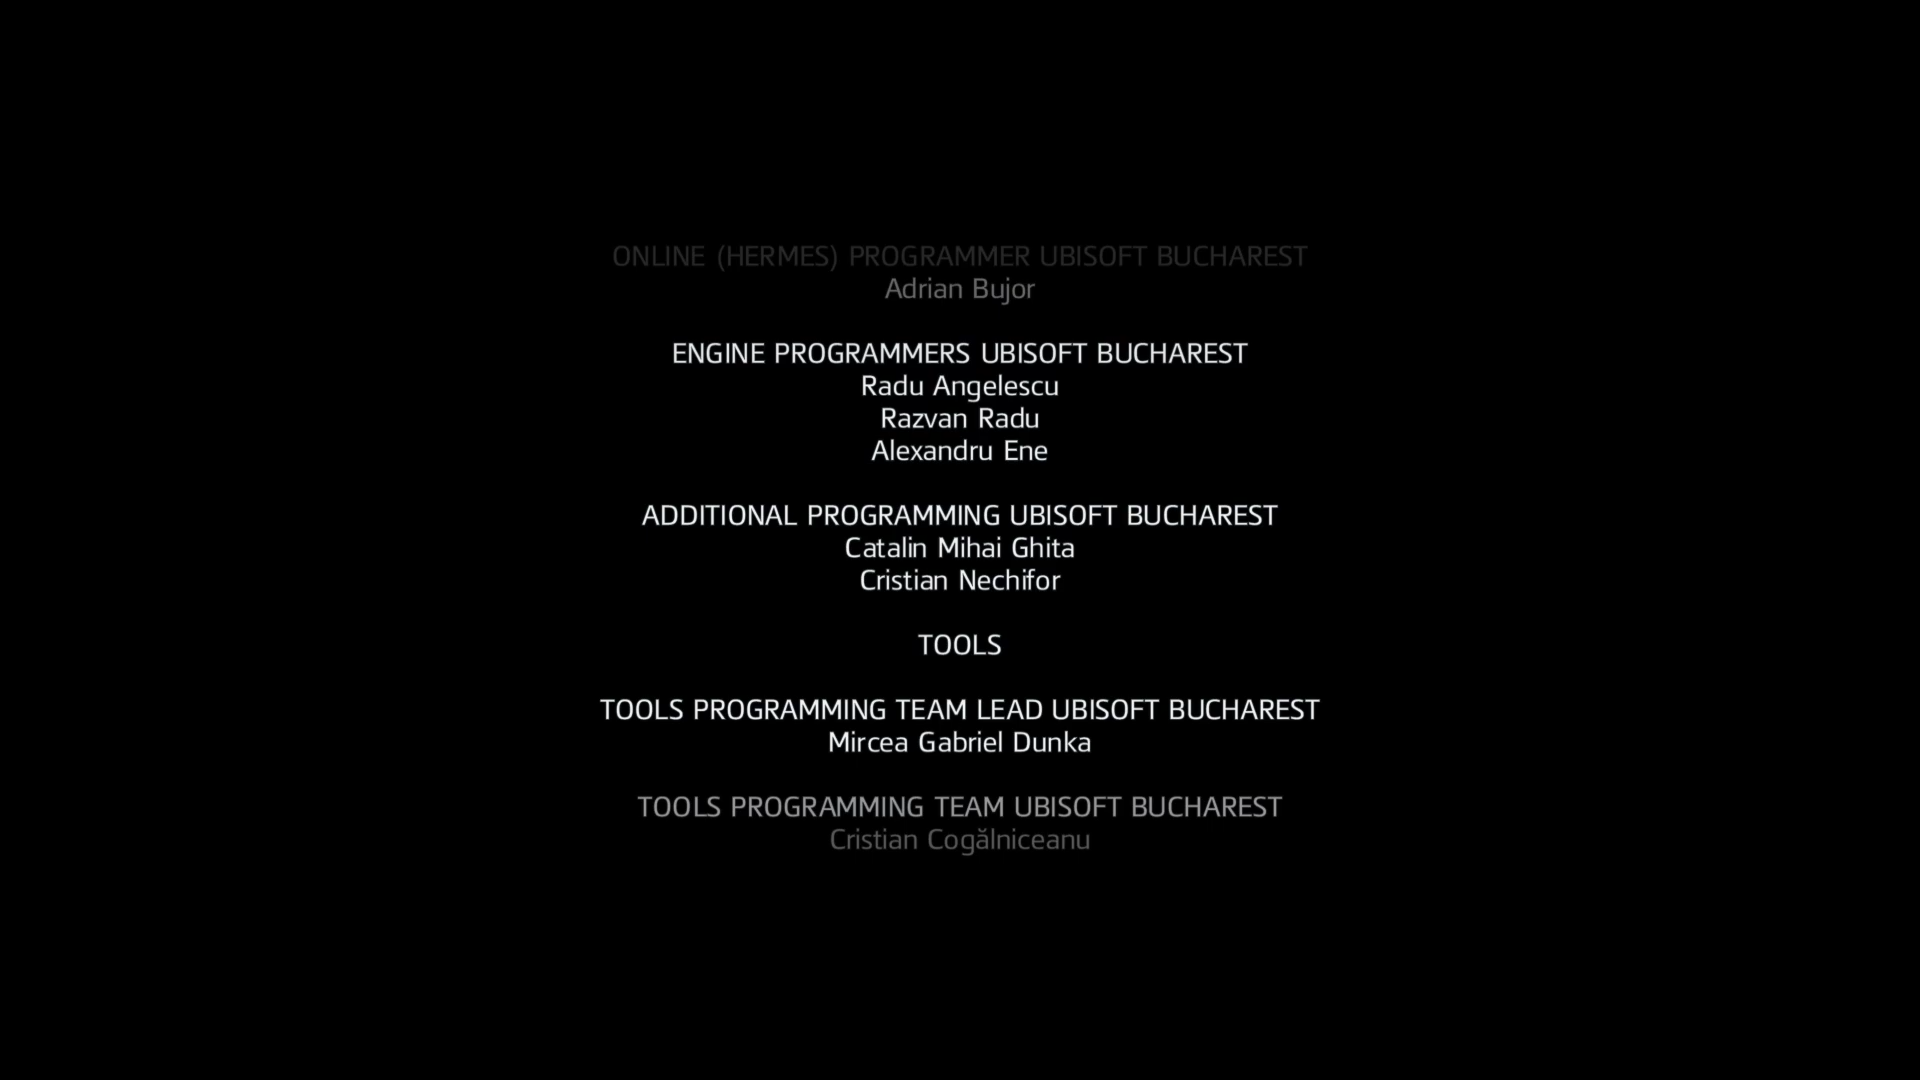 ONLINE (HERMES) PROGRAMMER UBISOFT BUCHAREST
Adrian Bujor
ENGINE PROGRAMMERS UBISOFT BUCHAREST
Radu Angelescu
Razvan Radu
Alexandru Ene
ADDITIONAL PROGRAMMING UBISOFT BUCHAREST
Catalin Mihai Ghita
Cristian Nechifor
TOOLS
TOOLS PROGRAMMING TEAM LEAD UBISOFT BUCHAREST
Mircea Gabriel Dunka
TOOLS PROGRAMMING TEAM UBISOFT BUCHAREST
Cristian Cogălniceanu